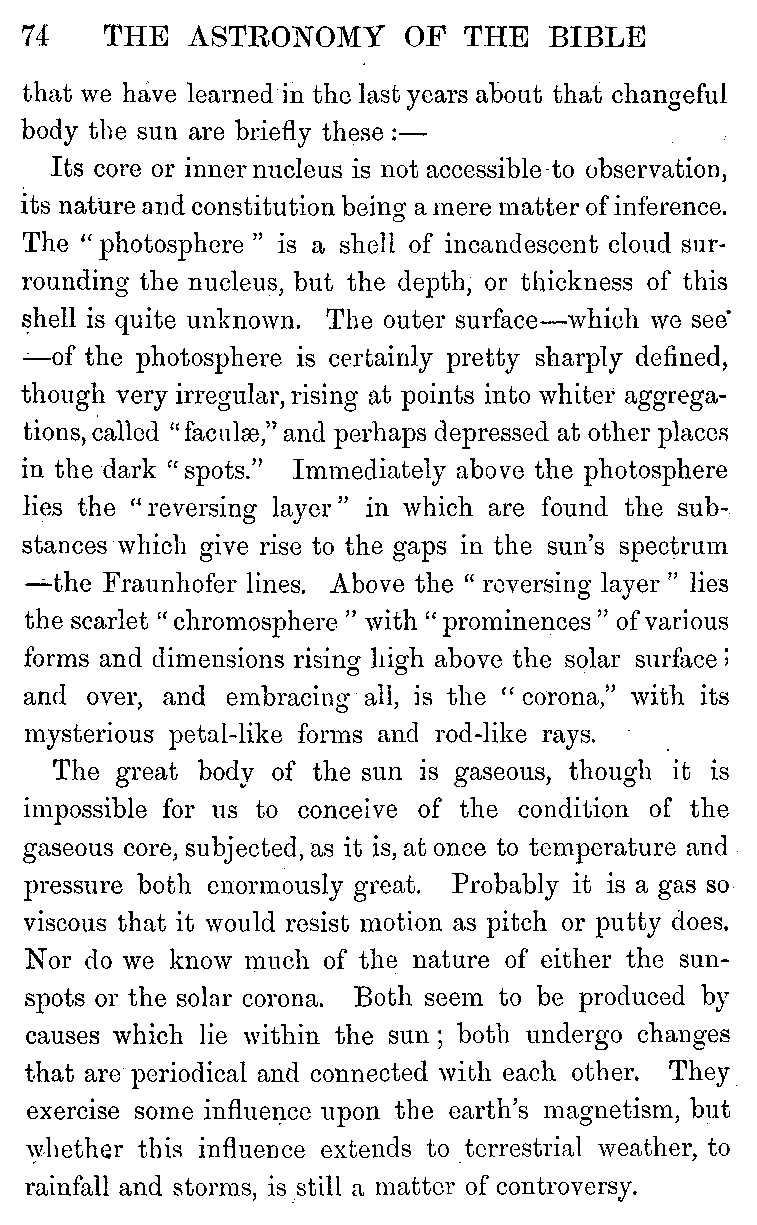 74 THE ASTRONOMY OF THE BIBLE
that we have learned in the last years about that changeful
body the sun are briefly these :—
Its core or inner nucleus is not accessible to observation,
its nature and constitution being a mere matter of inference.
The “photosphere” is a shell of incandescent cloud sur-
rounding the nucleus, but the depth, or thickness of this
shell is quite unknown. The outer surface—which we see
—of the photosphere is certainly pretty sharply defined,
though very irregular, rising at points into whiter aggrega-
tions, called “faculæ,” and perhaps depressed at other places
in the dark “spots.” Immediately above the photosphere
lies the “reversing layer” in which are found the sub-
stances which give rise to the gaps in the sun's spectrum
—the Fraunhofer lines. Above the “reversing layer” lies
the scarlet “chromosphere” with “prominences” of various
forms and dimensions rising high above the solar surface;
and over, and embracing all, is the “corona,” with its
mysterious petal-like forms and rod-like rays.
The great body of the sun is gaseous, though it is
impossible for us to conceive of the condition of the
gaseous core, subjected, as it is, at once to temperature and
pressure both enormously great. Probably it is a gas so
viscous that it would resist motion as pitch or putty does.
Nor do we know much of the nature of either the sun-
spots or the solar corona. Both seem to be produced by
causes which lie within the sun; both undergo changes
that are periodical and connected with each other. They
exercise some influence upon the earth's magnetism, but
whether this influence extends to terrestrial weather, to
rainfall and storms, is still a matter of controversy.